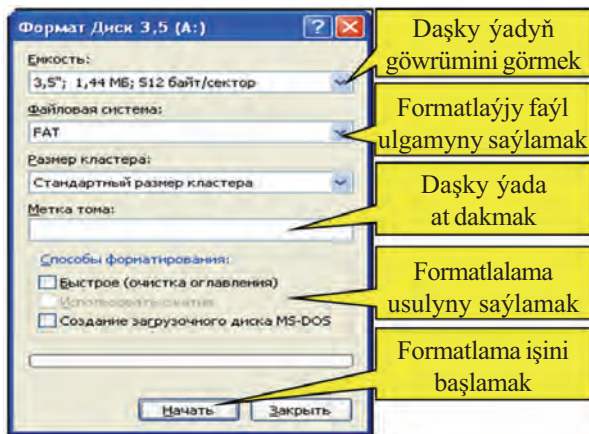 Формат Диск 3,5 (A:)
Емкость:
3,5"; 1,44 МБ; 512 байт/сектор
Файловая система:
FAT
Размер кластера:
Стандартный размер кластера
Метка тома:
Способы форматирования:
Быстрое (очистка оглавления)
Использовать сжатие
Создание загрузочного диска MS-DOS
Начать
Закрыть
Daşky ýadyň
göwrümini görmek
Formatlaýjy faýl
ulgamyny saýlamak
Daşky ýada
at dakmak
Formatlalama
usulyny saýlamak
Formatlama işini
başlamak